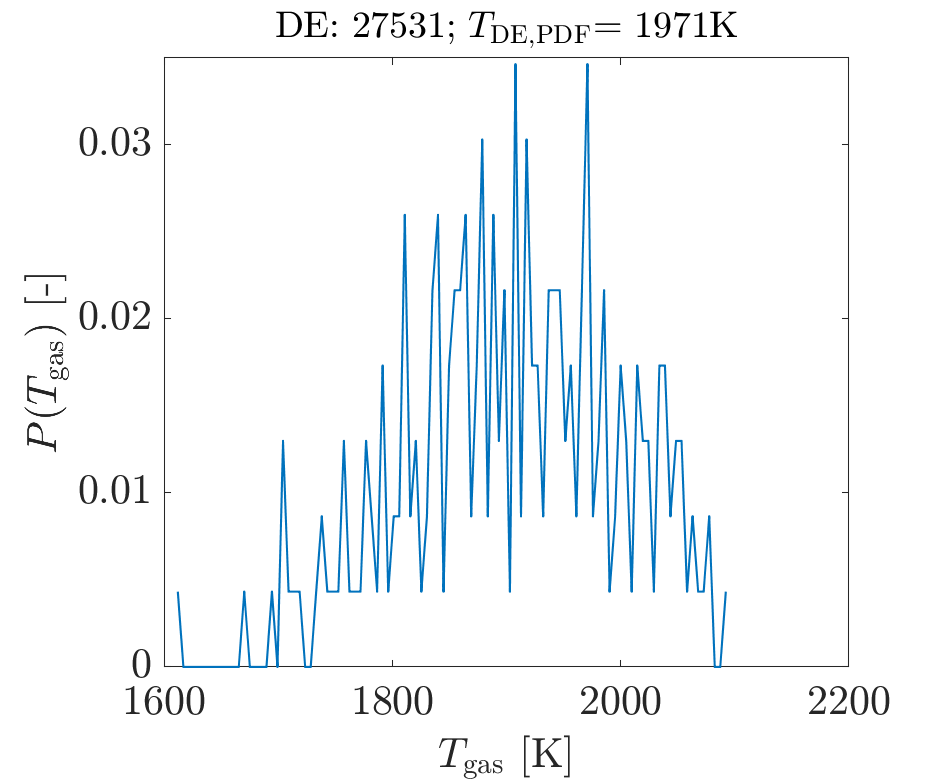 DE: 27531; T_DE,PDF= 1971K
0.03
0.02
0.01
0
1600 1800 2000 2200
P(T_gas) [-]
T_gas [K]